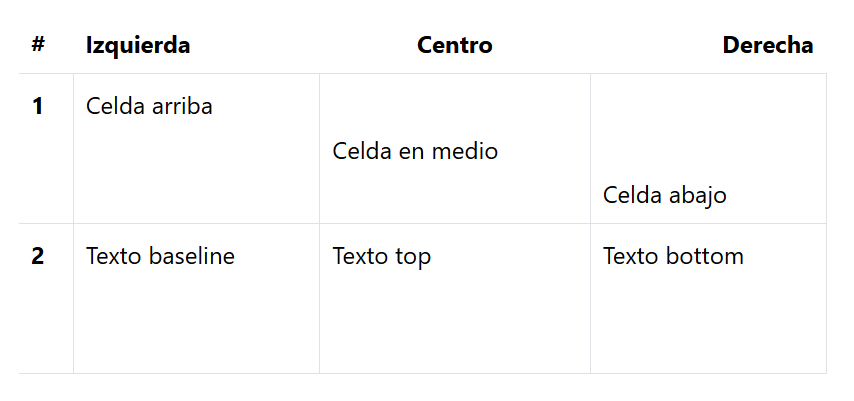 # Izquierda Centro Derecha
1 Celda arriba
Celda en medio
Celda abajo
2 Texto baseline Texto top Texto bottom